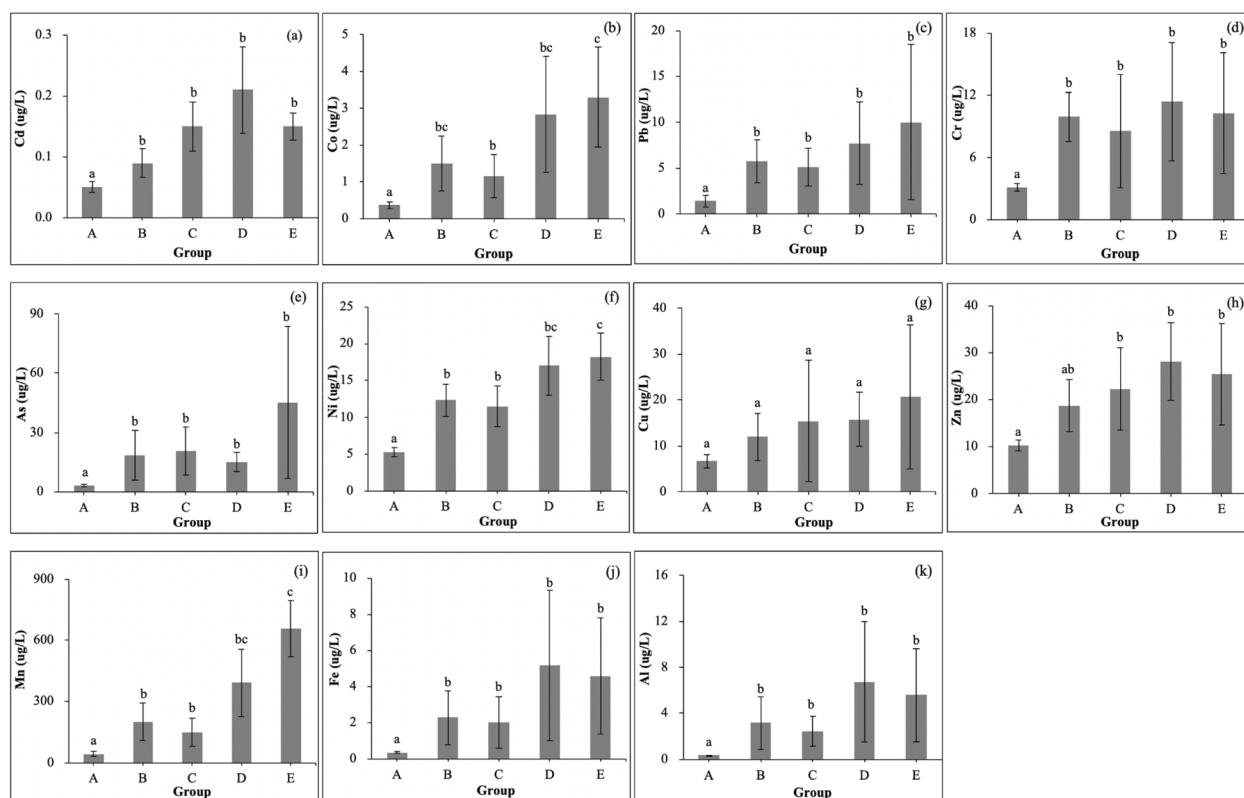 (a)
0.3
0.2
0.1
0.0
Cd (ug/L)
a b b b b
A B C D E
Group
(b)
5
4
3
2
1
0
Co (ug/L)
a bc b bc c
A B C D E
Group
(c)
20
15
10
5
0
Pb (ug/L)
a b b b b
A B C D E
Group
(d)
18
13
9
4
0
Cr (ug/L)
a b b b b
A B C D E
Group
(e)
90
60
30
0
As (ug/L)
a b b b b
A B C D E
Group
(f)
25
20
15
10
5
0
Ni (ug/L)
a b b bc c
A B C D E
Group
(g)
40
30
20
10
0
Cu (ug/L)
a a a a a
A B C D E
Group
(h)
40
30
20
10
0
Zn (ug/L)
a ab b b b
A B C D E
Group
(i)
900
600
300
0
Mn (ug/L)
a b b bc c
A B C D E
Group
(j)
10
8
6
4
2
0
Fe (ug/L)
a b b b b
A B C D E
Group
(k)
16
12
8
4
0
Al (ug/L)
a b b b b
A B C D E
Group